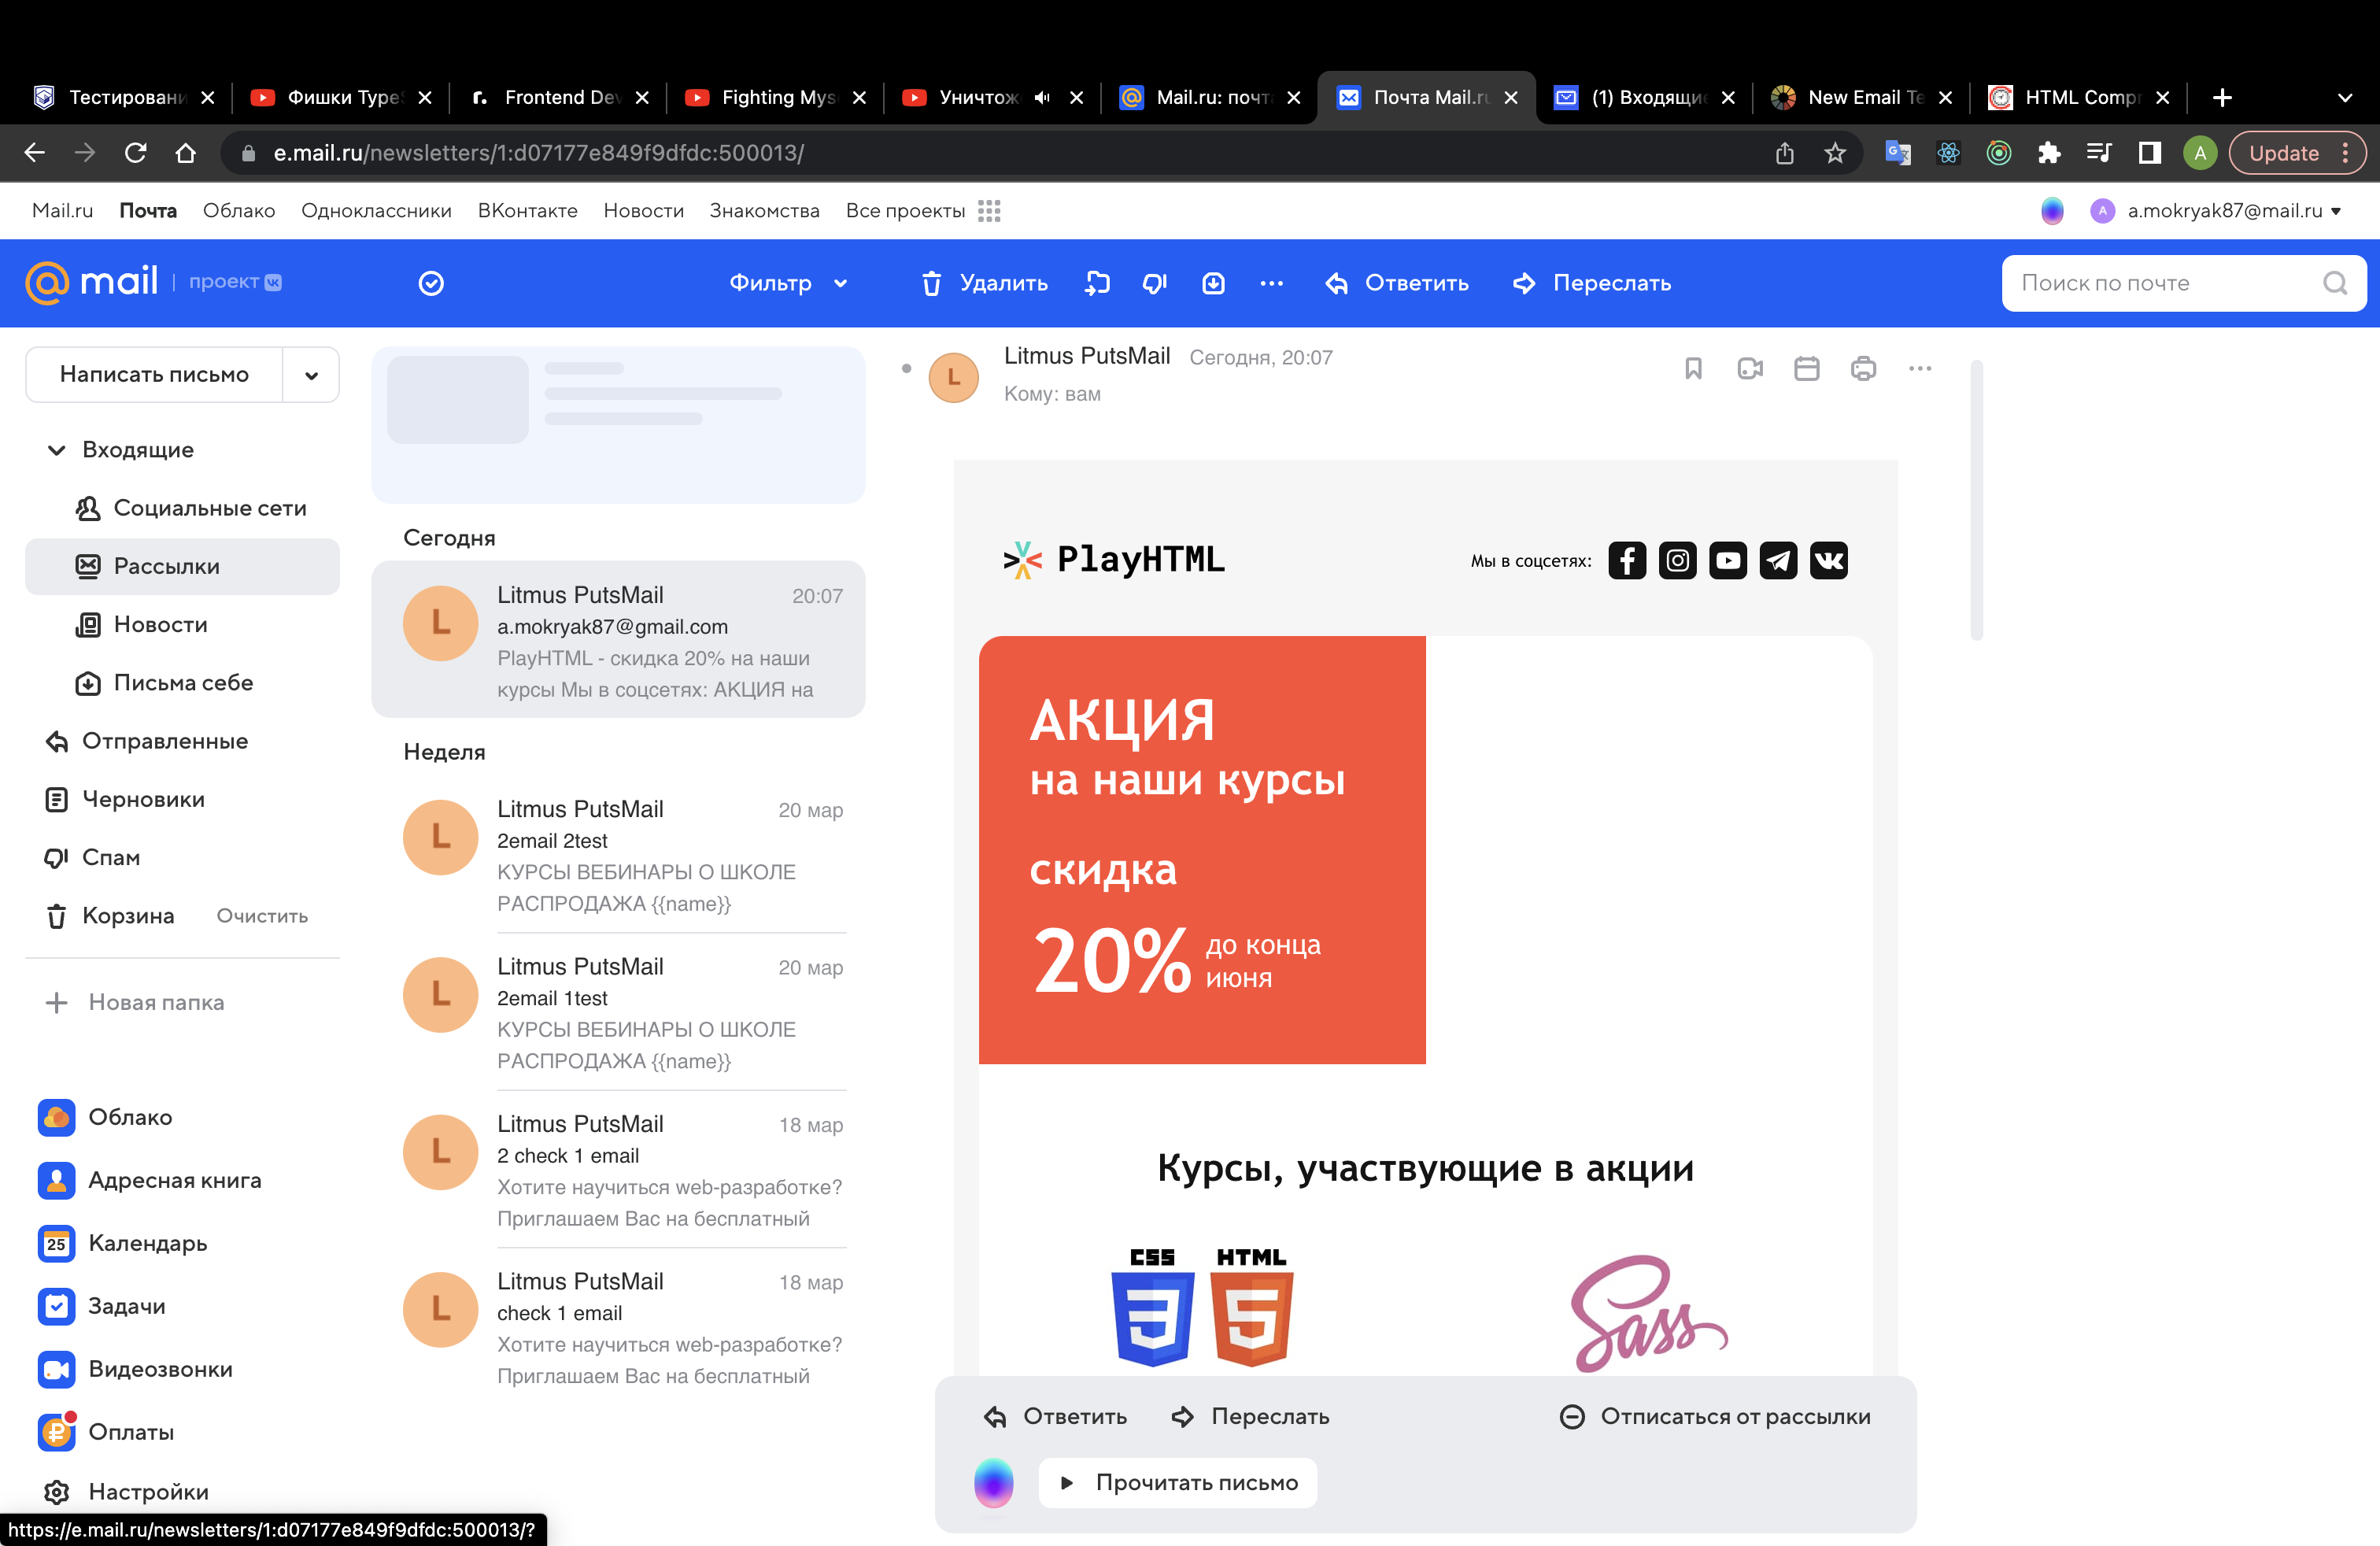 Тестировани
Фишки Type
Frontend Dev
Fighting Mys
Уничтож
Mail.ru: почт
Почта Mail.ru
(1) Входящие
New Email Te
HTML Compr
e.mail.ru/newsletters/1:d07177e849f9dfdc:500013/
A
Update
Mail.ru Почта Облако Одноклассники ВКонтакте Новости Знакомства Все проекты
A a.mokryak87@mail.ru
mail проект
Фильтр
Удалить
Ответить
Переслать
Поиск по почте
Написать письмо
Входящие
Социальные сети
Рассылки
Новости
Письма себе
Отправленные
Черновики
Спам
Корзина Очистить
Новая папка
Облако
Адресная книга
25 Календарь
Задачи
Видеозвонки
Оплаты
Настройки
https://e.mail.ru/newsletters/1:d07177e849f9dfdc:500013/?
Сегодня
L
Litmus PutsMail 20:07
a.mokryak87@gmail.com
PlayHTML - скидка 20% на наши
курсы Мы в соцсетях: АКЦИЯ на
Неделя
L
Litmus PutsMail 20 мар
2email 2test
КУРСЫ ВЕБИНАРЫ О ШКОЛЕ
РАСПРОДАЖА {{name}}
L
Litmus PutsMail 20 мар
2email 1test
КУРСЫ ВЕБИНАРЫ О ШКОЛЕ
РАСПРОДАЖА {{name}}
L
Litmus PutsMail 18 мар
2 check 1 email
Хотите научиться web-разработке?
Приглашаем Вас на бесплатный
L
Litmus PutsMail 18 мар
check 1 email
Хотите научиться web-разработке?
Приглашаем Вас на бесплатный
L
Litmus PutsMail Сегодня, 20:07
Кому: вам
PlayHTML
Мы в соцсетях:
АКЦИЯ
на наши курсы
скидка
20% до конца
июня
Курсы, участвующие в акции
CSS HTML
Sass
Ответить
Переслать
Отписаться от рассылки
Прочитать письмо